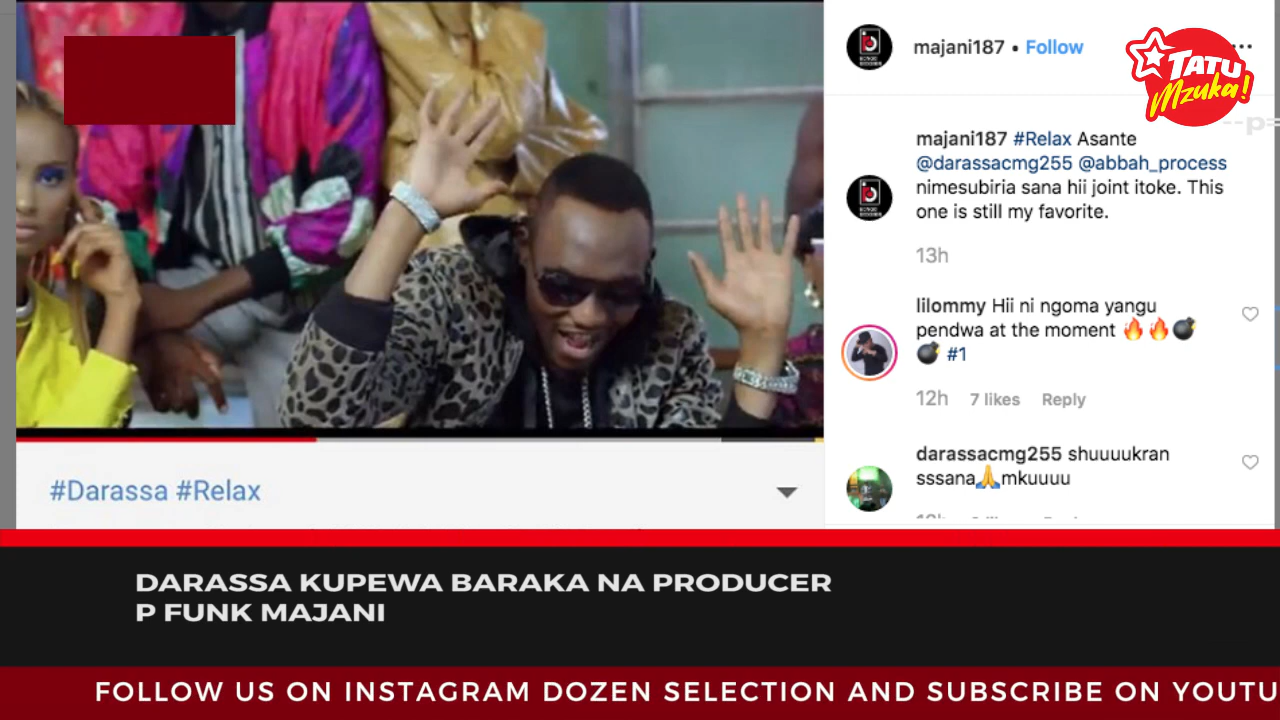 majani187 • Follow
TATU
Mzuka!
majani187 #Relax Asante
@darassacmg255 @abbah_process
nimesubiria sana hii joint itoke. This
one is still my favorite.
13h
lilommy Hii ni ngoma yangu
pendwa at the moment 🔥🔥💣
💣 #1
12h 7 likes Reply
darassacmg255 shuuuukran
sssana🙏mkuuuu
#Darassa #Relax
DARASSA KUPEWA BARAKA NA PRODUCER
P FUNK MAJANI
FOLLOW US ON INSTAGRAM DOZEN SELECTION AND SUBSCRIBE ON YOUTU